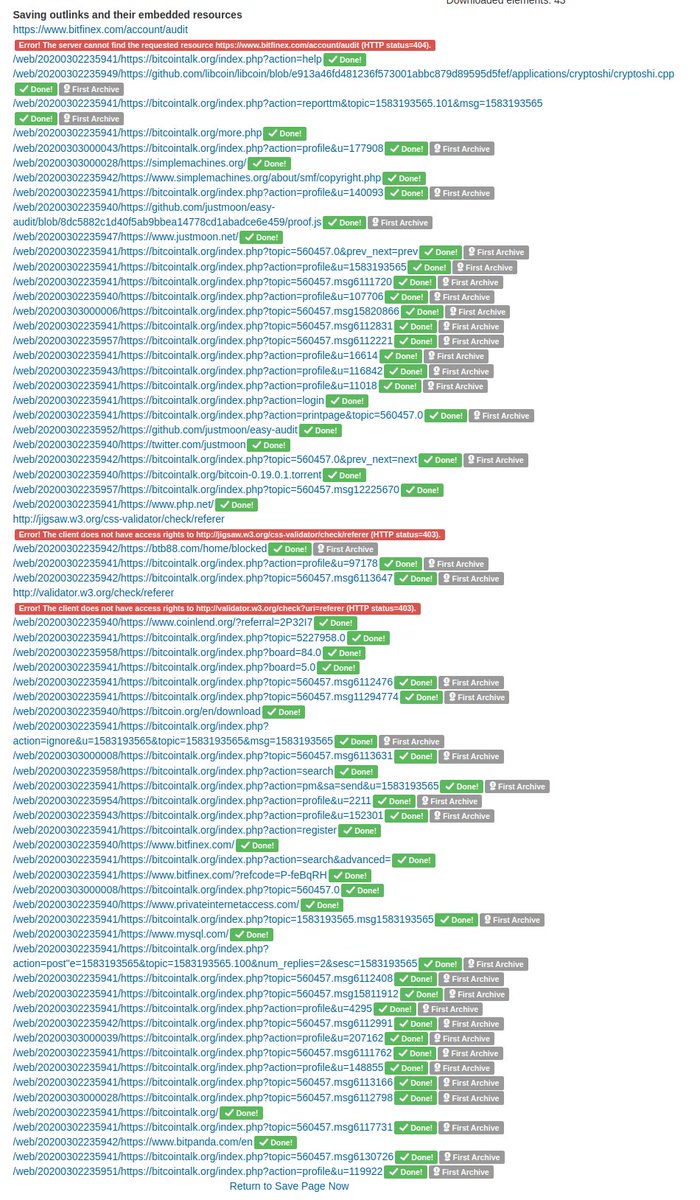 Downloaded elements: 43
Saving outlinks and their embedded resources
https://www.bitfinex.com/account/audit
Error! The server cannot find the requested resource https://www.bitfinex.com/account/audit (HTTP status=404).
/web/20200302235941/https://bitcointalk.org/index.php?action=help Done!
/web/20200302235949/https://github.com/libcoin/libcoin/blob/e913a46fd481236f573001abbc879d89595d5fef/applications/cryptoshi/cryptoshi.cpp
Done! First Archive
/web/20200302235941/https://bitcointalk.org/index.php?action=reporttm&topic=1583193565.101&msg=1583193565
Done! First Archive
/web/20200302235941/https://bitcointalk.org/more.php Done!
/web/20200303000043/https://bitcointalk.org/index.php?action=profile&u=177908 Done! First Archive
/web/20200303000028/https://simplemachines.org/ Done!
/web/20200302235942/https://www.simplemachines.org/about/smf/copyright.php Done!
/web/20200302235941/https://bitcointalk.org/index.php?action=profile&u=140093 Done! First Archive
/web/20200302235940/https://github.com/justmoon/easy-
audit/blob/8dc5882c1d40f5ab9bbea14778cd1abadce6e459/proof.js Done! First Archive
/web/20200302235947/https://www.justmoon.net/ Done!
/web/20200302235941/https://bitcointalk.org/index.php?topic=560457.0&prev_next=prev Done! First Archive
/web/20200302235941/https://bitcointalk.org/index.php?action=profile&u=1583193565 Done! First Archive
/web/20200302235941/https://bitcointalk.org/index.php?topic=560457.msg6111720 Done! First Archive
/web/20200302235940/https://bitcointalk.org/index.php?action=profile&u=107706 Done! First Archive
/web/20200303000006/https://bitcointalk.org/index.php?topic=560457.msg15820866 Done! First Archive
/web/20200302235941/https://bitcointalk.org/index.php?topic=560457.msg6112831 Done! First Archive
/web/20200302235957/https://bitcointalk.org/index.php?topic=560457.msg6112221 Done! First Archive
/web/20200302235941/https://bitcointalk.org/index.php?action=profile&u=16614 Done! First Archive
/web/20200302235943/https://bitcointalk.org/index.php?action=profile&u=116842 Done! First Archive
/web/20200302235941/https://bitcointalk.org/index.php?action=profile&u=11018 Done! First Archive
/web/20200302235941/https://bitcointalk.org/index.php?action=login Done!
/web/20200302235941/https://bitcointalk.org/index.php?action=printpage&topic=560457.0 Done! First Archive
/web/20200302235952/https://github.com/justmoon/easy-audit Done!
/web/20200302235940/https://twitter.com/justmoon Done!
/web/20200302235942/https://bitcointalk.org/index.php?topic=560457.0&prev_next=next Done! First Archive
/web/20200302235940/https://bitcointalk.org/bitcoin-0.19.0.1.torrent Done!
/web/20200302235957/https://bitcointalk.org/index.php?topic=560457.msg12225670 Done!
/web/20200302235941/https://www.php.net/ Done!
http://jigsaw.w3.org/css-validator/check/referer
Error! The client does not have access rights to http://jigsaw.w3.org/css-validator/check/referer (HTTP status=403).
/web/20200302235942/https://btb88.com/home/blocked Done! First Archive
/web/20200302235941/https://bitcointalk.org/index.php?action=profile&u=97178 Done! First Archive
/web/20200302235942/https://bitcointalk.org/index.php?topic=560457.msg6113647 Done! First Archive
http://validator.w3.org/check/referer
Error! The client does not have access rights to http://validator.w3.org/check?uri=referer (HTTP status=403).
/web/20200302235940/https://www.coinlend.org/?referral=2P32I7 Done!
/web/20200302235941/https://bitcointalk.org/index.php?topic=5227958.0 Done!
/web/20200302235958/https://bitcointalk.org/index.php?board=84.0 Done!
/web/20200302235941/https://bitcointalk.org/index.php?board=5.0 Done!
/web/20200302235941/https://bitcointalk.org/index.php?topic=560457.msg6112476 Done! First Archive
/web/20200302235941/https://bitcointalk.org/index.php?topic=560457.msg11294774 Done! First Archive
/web/20200302235940/https://bitcoin.org/en/download Done!
/web/20200302235941/https://bitcointalk.org/index.php?
action=ignore&u=1583193565&topic=1583193565&msg=1583193565 Done! First Archive
/web/20200303000008/https://bitcointalk.org/index.php?topic=560457.msg6113631 Done! First Archive
/web/20200302235958/https://bitcointalk.org/index.php?action=search Done!
/web/20200302235941/https://bitcointalk.org/index.php?action=pm&sa=send&u=1583193565 Done! First Archive
/web/20200302235954/https://bitcointalk.org/index.php?action=profile&u=2211 Done! First Archive
/web/20200302235943/https://bitcointalk.org/index.php?action=profile&u=152301 Done! First Archive
/web/20200302235941/https://bitcointalk.org/index.php?action=register Done!
/web/20200302235940/https://www.bitfinex.com/ Done!
/web/20200302235941/https://bitcointalk.org/index.php?action=search&advanced= Done!
/web/20200302235941/https://www.bitfinex.com/?refcode=P-feBqRH Done!
/web/20200303000008/https://bitcointalk.org/index.php?topic=560457.0 Done!
/web/20200302235940/https://www.privateinternetaccess.com/ Done!
/web/20200302235941/https://bitcointalk.org/index.php?topic=1583193565.msg1583193565 Done! First Archive
/web/20200302235941/https://www.mysql.com/ Done!
/web/20200302235941/https://bitcointalk.org/index.php?
action=post"e=1583193565&topic=1583193565.100&num_replies=2&sesc=1583193565 Done! First Archive
/web/20200302235941/https://bitcointalk.org/index.php?topic=560457.msg6112408 Done! First Archive
/web/20200302235941/https://bitcointalk.org/index.php?topic=560457.msg15811912 Done! First Archive
/web/20200302235941/https://bitcointalk.org/index.php?action=profile&u=4295 Done! First Archive
/web/20200302235942/https://bitcointalk.org/index.php?topic=560457.msg6112991 Done! First Archive
/web/20200303000039/https://bitcointalk.org/index.php?action=profile&u=207162 Done! First Archive
/web/20200302235941/https://bitcointalk.org/index.php?topic=560457.msg6111762 Done! First Archive
/web/20200302235941/https://bitcointalk.org/index.php?action=profile&u=148855 Done! First Archive
/web/20200302235941/https://bitcointalk.org/index.php?topic=560457.msg6113166 Done! First Archive
/web/20200303000028/https://bitcointalk.org/index.php?topic=560457.msg6112798 Done! First Archive
/web/20200302235941/https://bitcointalk.org/ Done!
/web/20200302235941/https://bitcointalk.org/index.php?topic=560457.msg6117731 Done! First Archive
/web/20200302235942/https://www.bitpanda.com/en Done!
/web/20200302235941/https://bitcointalk.org/index.php?topic=560457.msg6130726 Done! First Archive
/web/20200302235951/https://bitcointalk.org/index.php?action=profile&u=119922 Done! First Archive
Return to Save Page Now